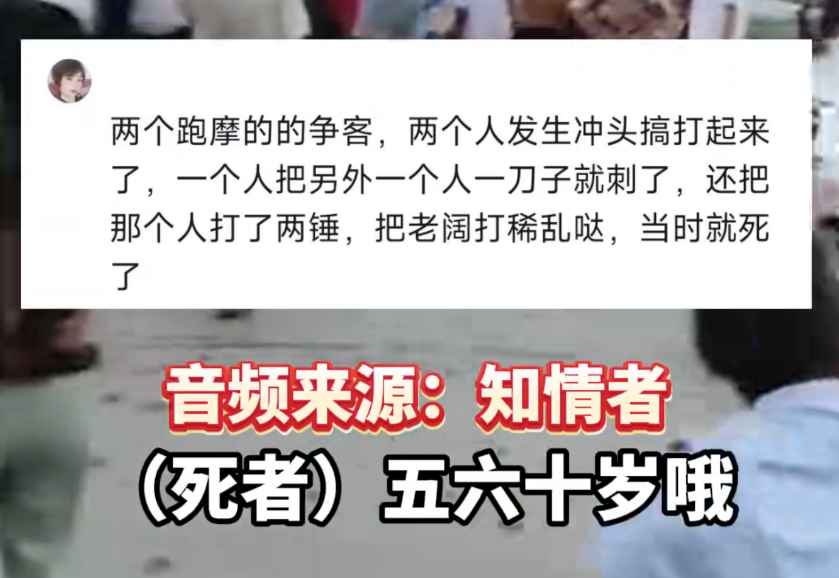 两个跑摩的的争客，两个人发生冲头搞打起来
了，一个人把另外一个人一刀子就刺了，还把
那个人打了两锤，把老阔打稀乱哒，当时就死
了
音频来源：知情者
（死者）五六十岁哦